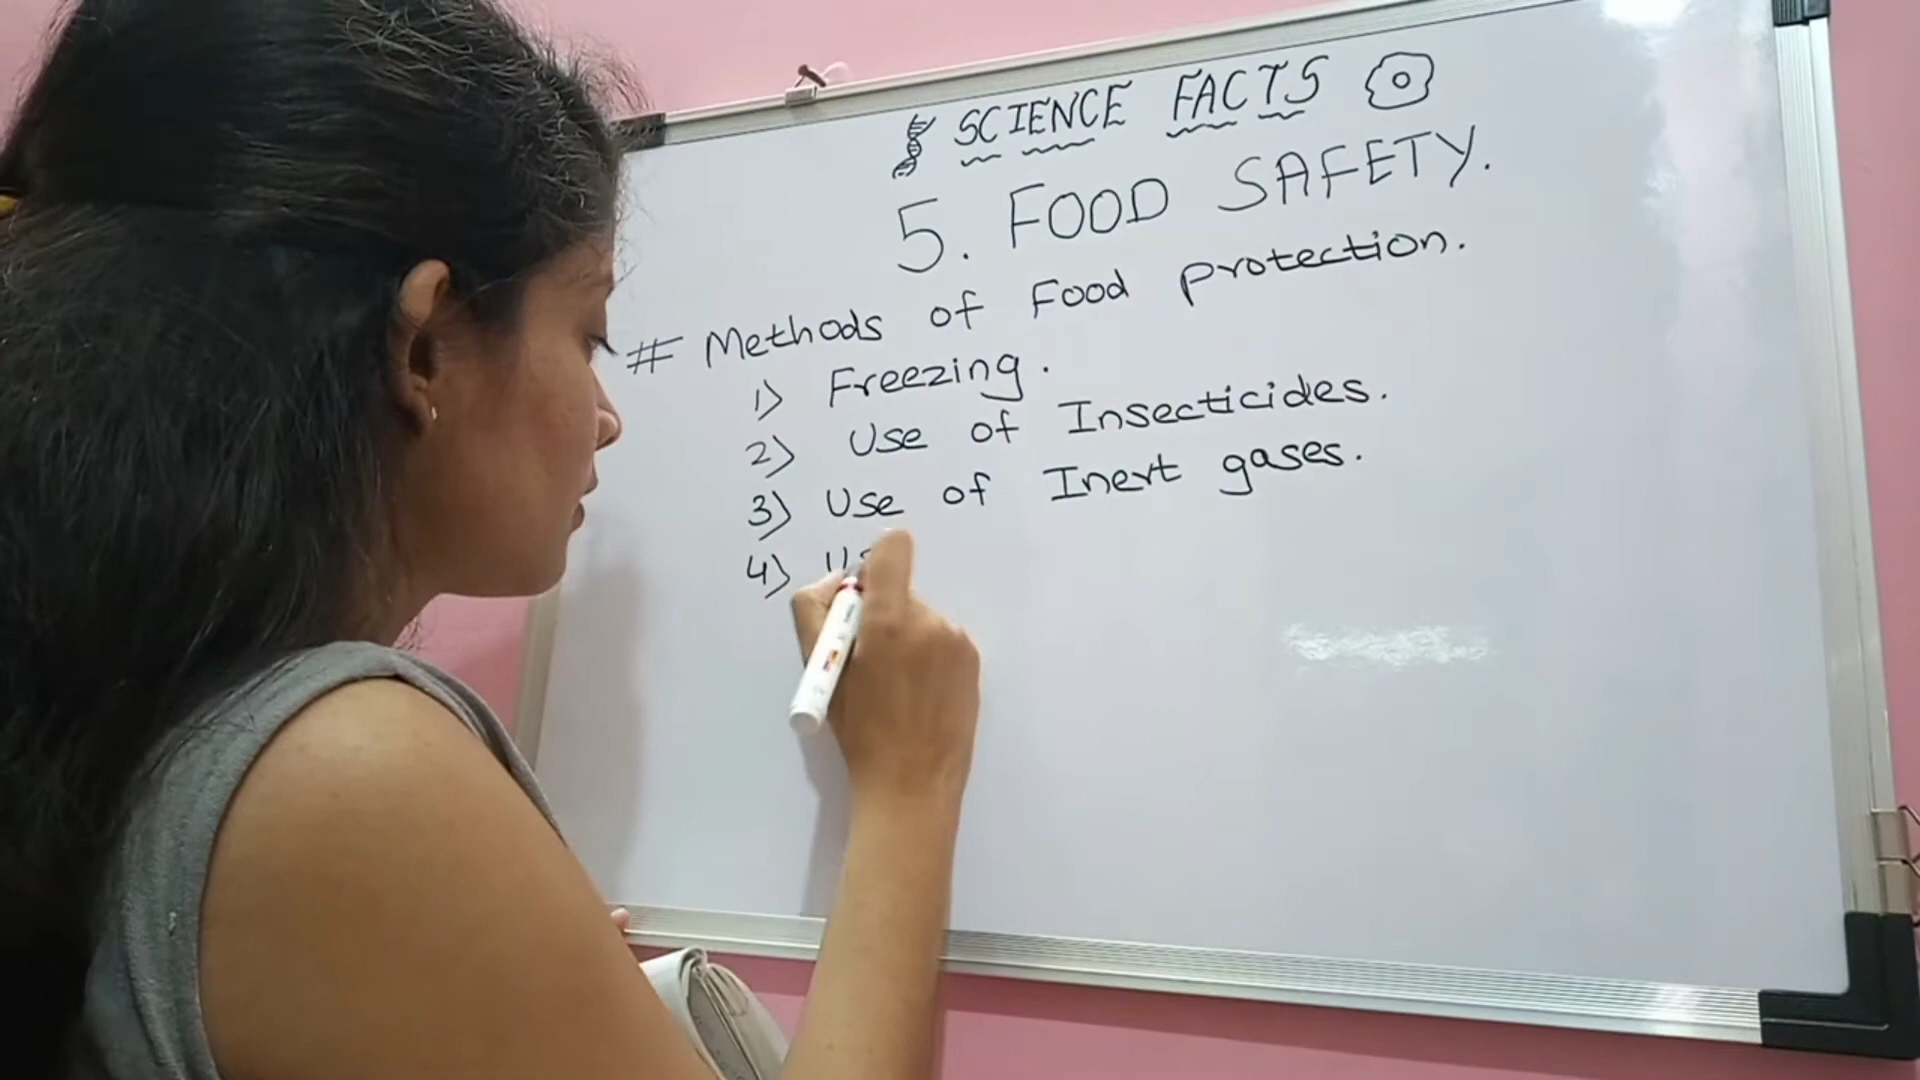 SCIENCE FACTS
5. FOOD SAFETY.
# Methods of Food protection.
1) Freezing.
2) Use of Insecticides.
3) Use of Inert gases.
4)